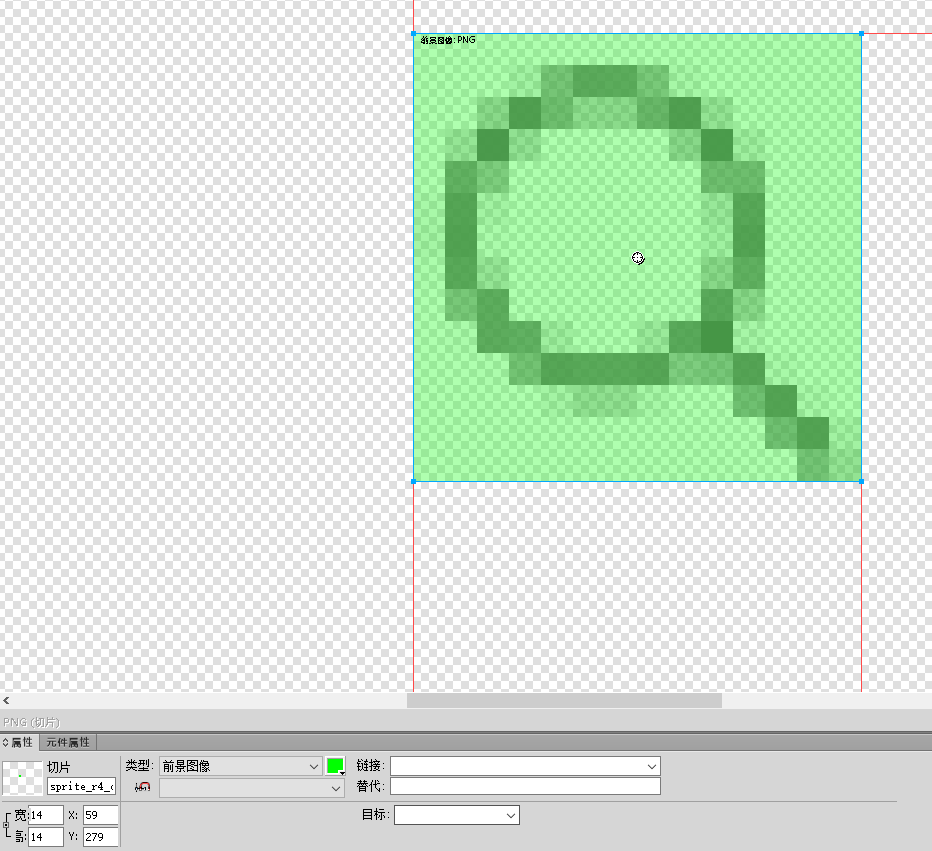 前景图像:PNG
PNG (切片)
属性 元件属性
切片
类型: 前景图像 链接:
sprite_r4_c 替代:
宽: 14 X: 59 目标:
高: 14 Y: 279